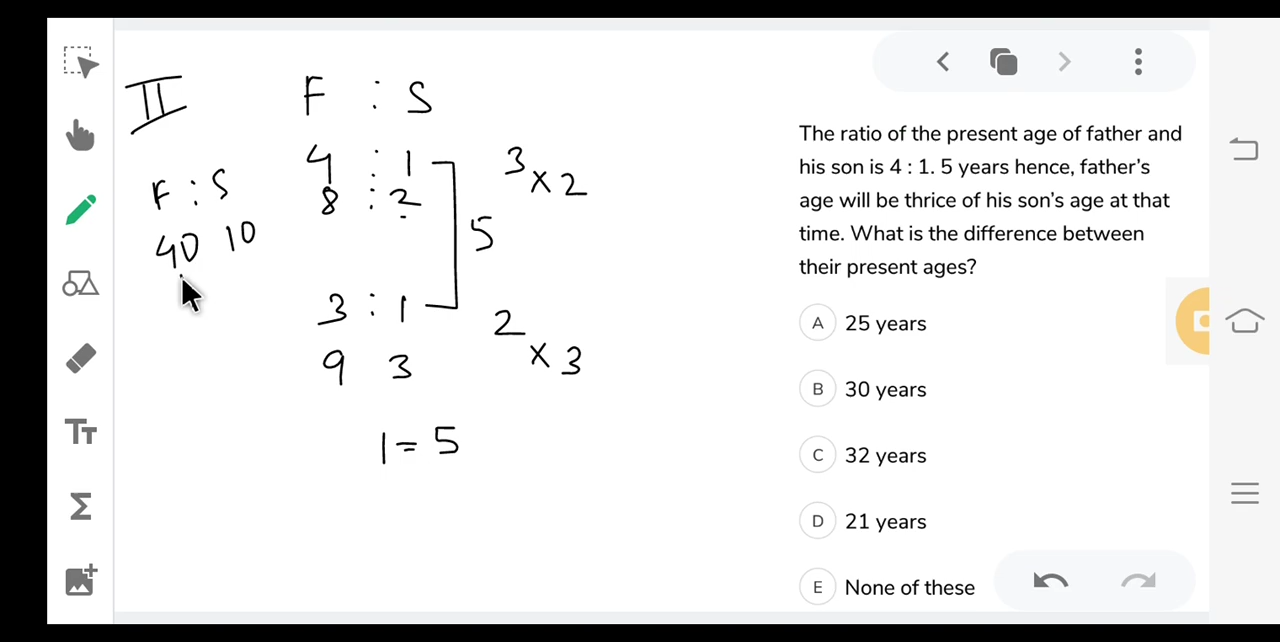 II
F : S
4 : 1
8 : 2
3 × 2
F : S
40 10
5
3 : 1
9 3
2 × 3
1 = 5
The ratio of the present age of father and
his son is 4 : 1. 5 years hence, father's
age will be thrice of his son's age at that
time. What is the difference between
their present ages?
A 25 years
B 30 years
C 32 years
D 21 years
E None of these
TT
Σ